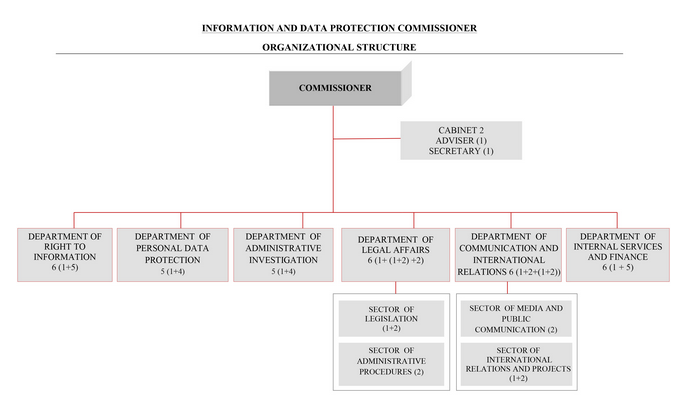 INFORMATION AND DATA PROTECTION COMMISSIONER
ORGANIZATIONAL STRUCTURE
COMMISSIONER
CABINET 2
ADVISER (1)
SECRETARY (1)
DEPARTMENT OF
RIGHT TO
INFORMATION
6 (1+5)
DEPARTMENT OF
PERSONAL DATA
PROTECTION
5 (1+4)
DEPARTMENT OF
ADMINISTRATIVE
INVESTIGATION
5 (1+4)
DEPARTMENT OF
LEGAL AFFAIRS
6 (1+ (1+2) +2)
DEPARTMENT OF
COMMUNICATION AND
INTERNATIONAL
RELATIONS 6 (1+2+(1+2))
DEPARTMENT OF
INTERNAL SERVICES
AND FINANCE
6 (1 + 5)
SECTOR OF
LEGISLATION
(1+2)
SECTOR OF
ADMINISTRATIVE
PROCEDURES (2)
SECTOR OF MEDIA AND
PUBLIC
COMMUNICATION (2)
SECTOR OF
INTERNATIONAL
RELATIONS AND PROJECTS
(1+2)